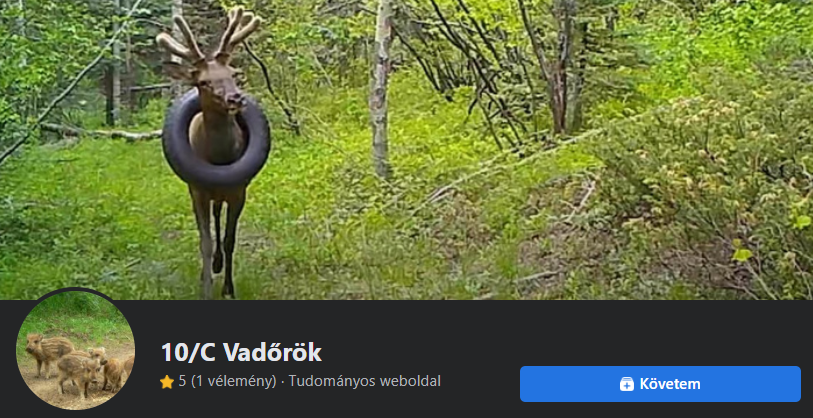 10/C Vadőrök
5 (1 vélemény) · Tudományos weboldal
Követem